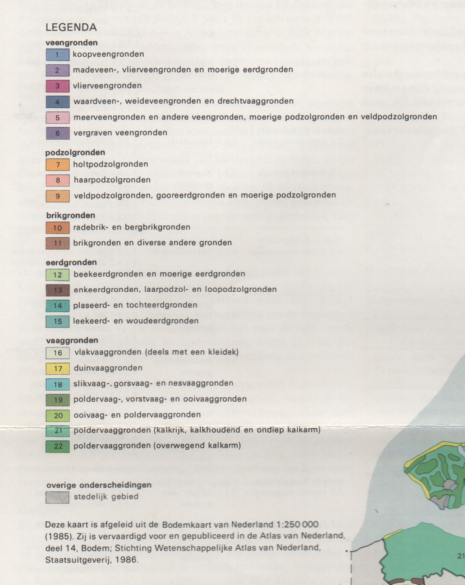 LEGENDA
veengronden
1 koopveengronden
2 madeveen-, vlierveengronden en moerige eerdgronden
3 vlierveengronden
4 waardveen-, weideveengronden en drechtvaaggronden
5 meerveengronden en andere veengronden, moerige podzolgronden en veldpodzolgronden
6 vergraven veengronden
podzolgronden
7 holtpodzolgronden
8 haarpodzolgronden
9 veldpodzolgronden, gooreerdgronden en moerige podzolgronden
brikgronden
10 radebrik- en bergbrikgronden
11 brikgronden en diverse andere gronden
eerdgronden
12 beekeerdgronden en moerige eerdgronden
13 enkeerdgronden, laarpodzol- en loopodzolgronden
14 plaseerd- en tochteerdgronden
15 leekeerd- en woudeerdgronden
vaaggronden
16 vlakvaaggronden (deels met een kleidek)
17 duinvaaggronden
18 slikvaag-, gorsvaag- en nesvaaggronden
19 poldervaag-, vorstvaag- en ooivaaggronden
20 ooivaag- en poldervaaggronden
21 poldervaaggronden (kalkrijk, kalkhoudend en ondiep kalkarm)
22 poldervaaggronden (overwegend kalkarm)
overige onderscheidingen
stedelijk gebied
Deze kaart is afgeleid uit de Bodemkaart van Nederland 1:250 000
(1985). Zij is vervaardigd voor en gepubliceerd in de Atlas van Nederland,
deel 14, Bodem; Stichting Wetenschappelijke Atlas van Nederland,
Staatsuitgeverij, 1986.
21